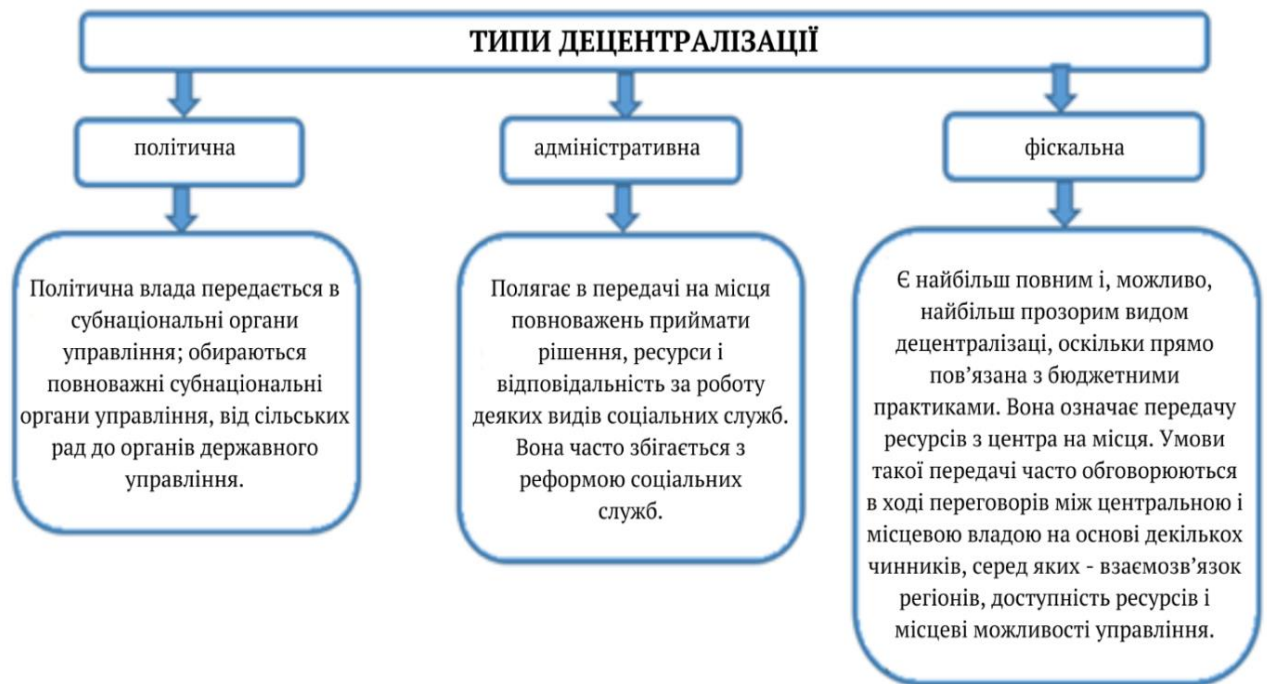 ТИПИ ДЕЦЕНТРАЛІЗАЦІЇ
політична
адміністративна
фіскальна
Політична влада передається в
субнаціональні органи
управління; обираються
повноважні субнаціональні
органи управління, від сільських
рад до органів державного
управління.
Полягає в передачі на місця
повноважень приймати
рішення, ресурси і
відповідальність за роботу
деяких видів соціальних служб.
Вона часто збігається з
реформою соціальних
служб.
Є найбільш повним і, можливо,
найбільш прозорим видом
децентралізаці, оскільки прямо
пов’язана з бюджетними
практиками. Вона означає передачу
ресурсів з центра на місця. Умови
такої передачі часто обговорюються
в ході переговорів між центральною і
місцевою владою на основі декількох
чинників, серед яких - взаємозв’язок
регіонів, доступність ресурсів і
місцеві можливості управління.